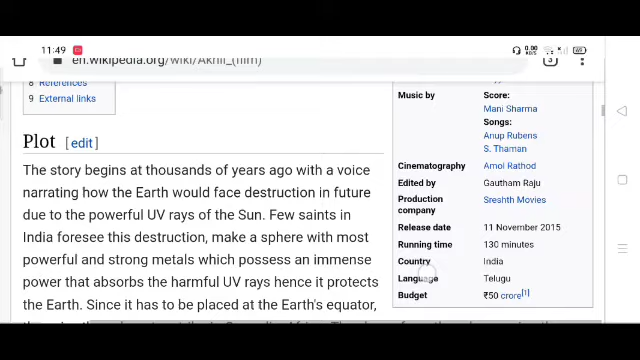 11:49
0.00
KB/s
69
en.wikipedia.org/wiki/Akhil_(film)
3
8 References
9 External links
Plot [edit]
The story begins at thousands of years ago with a voice
narrating how the Earth would face destruction in future
due to the powerful UV rays of the Sun. Few saints in
India foresee this destruction, make a sphere with most
powerful and strong metals which possess an immense
power that absorbs the harmful UV rays hence it protects
the Earth. Since it has to be placed at the Earth's equator,
Music by Score:
Mani Sharma
Songs:
Anup Rubens
S. Thaman
Cinematography Amol Rathod
Edited by Gautham Raju
Production Sreshth Movies
company
Release date 11 November 2015
Running time 130 minutes
Country India
Language Telugu
Budget ₹50 crore[1]